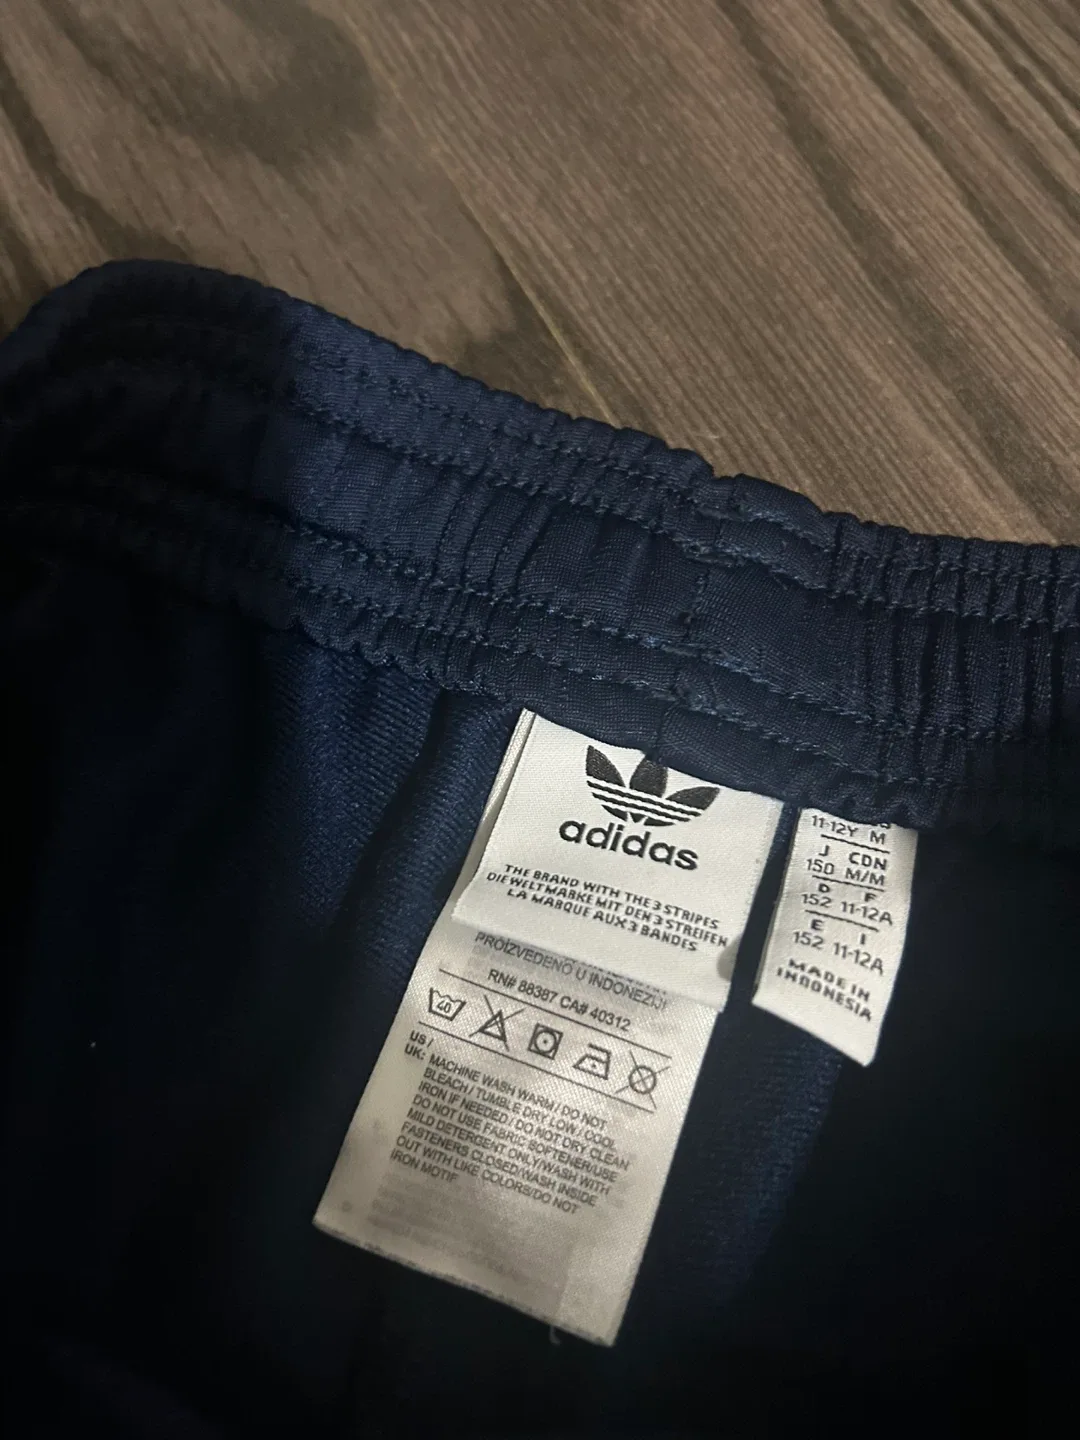 adidas
THE BRAND WITH THE 3 STRIPES
DIE WELTMARKE MIT DEN 3 STREIFEN
LA MARQUE AUX 3 BANDES
PROIZVEDENO U INDONEZIJI
RN# 88387 CA# 40312
40
US /
UK: MACHINE WASH WARM / DO NOT
BLEACH / TUMBLE DRY LOW / COOL
IRON IF NEEDED / DO NOT DRY CLEAN
DO NOT USE FABRIC SOFTENER/USE
MILD DETERGENT ONLY/WASH WITH
FASTENERS CLOSED/WASH INSIDE
OUT WITH LIKE COLORS/DO NOT
IRON MOTIF
11-12Y M
J CDN
150 M/M
D F
152 11-12A
E I
152 11-12A
MADE IN
INDONESIA